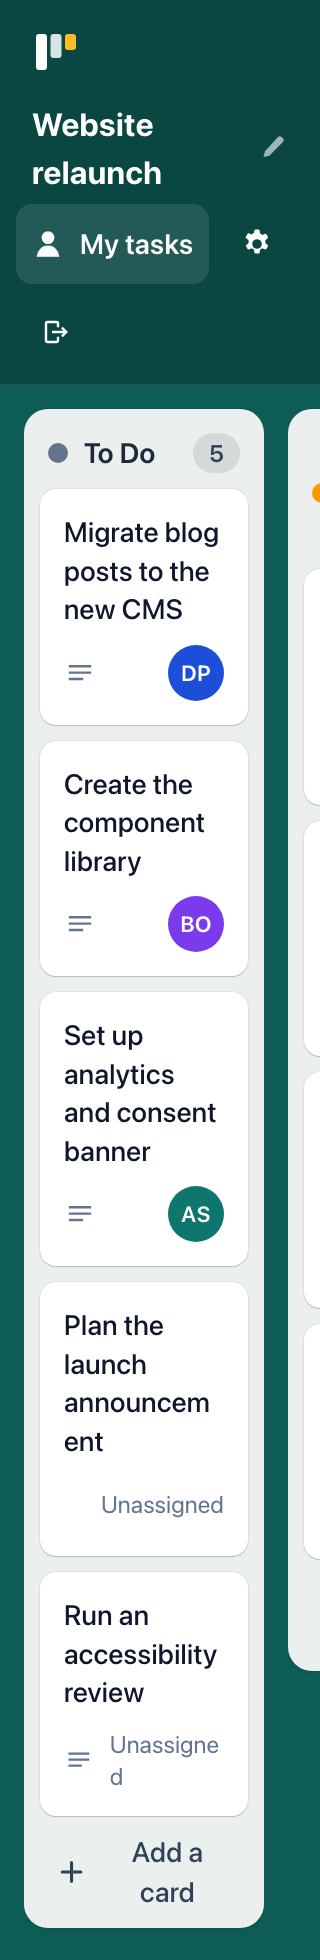 Website
relaunch
My tasks
To Do 5
Migrate blog
posts to the
new CMS
DP
Create the
component
library
BO
Set up
analytics
and consent
banner
AS
Plan the
launch
announcem
ent
Unassigned
Run an
accessibility
review
Unassigne
d
Add a
card